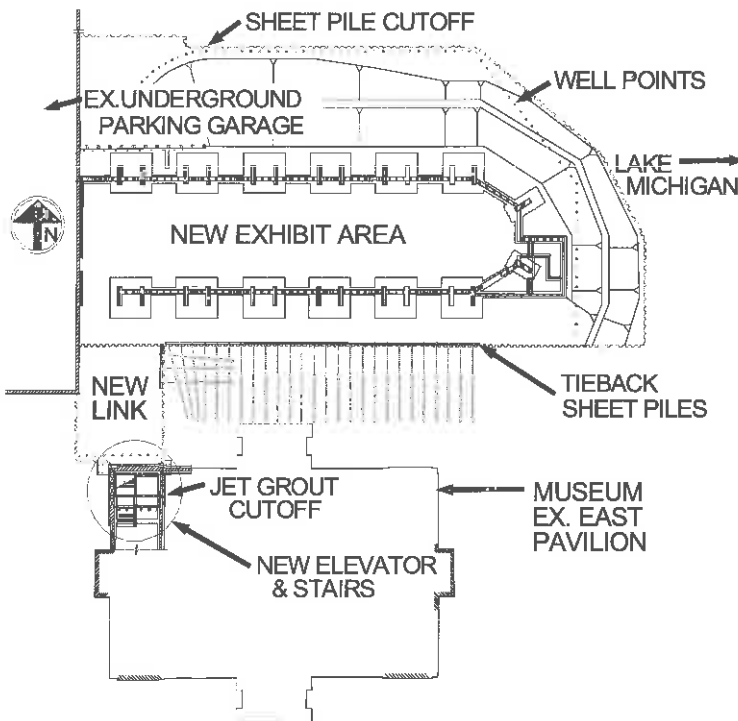 SHEET PILE CUTOFF
WELL POINTS
EX.UNDERGROUND
PARKING GARAGE
LAKE
MICHIGAN
N
NEW EXHIBIT AREA
NEW
LINK
TIEBACK
SHEET PILES
JET GROUT
CUTOFF
MUSEUM
EX. EAST
PAVILION
NEW ELEVATOR
& STAIRS